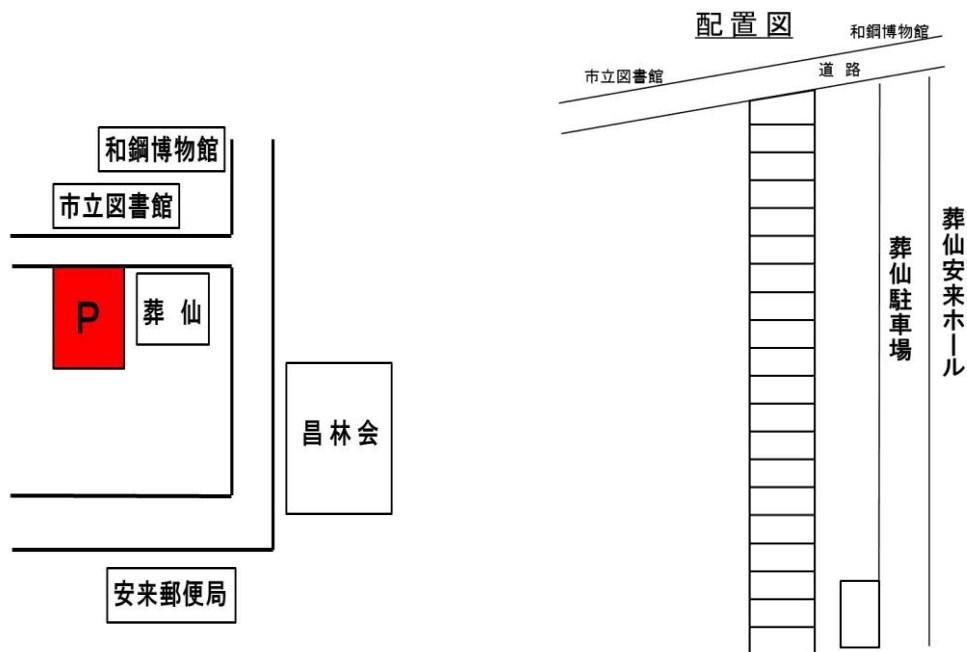 和鋼博物館
市立図書館
P
葬 仙
昌 林 会
安来郵便局
配 置 図
和鋼博物館
市立図書館
道 路
葬仙駐車場
葬仙安来ホール